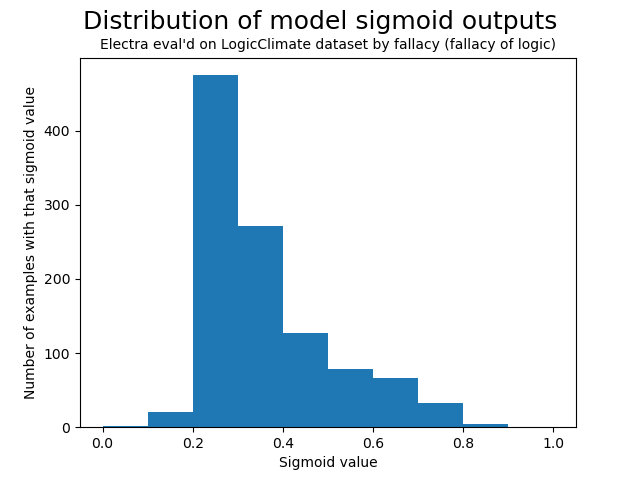 Distribution of model sigmoid outputs
Electra eval'd on LogicClimate dataset by fallacy (fallacy of logic)
Number of examples with that sigmoid value
400
300
200
100
0
0.0 0.2 0.4 0.6 0.8 1.0
Sigmoid value